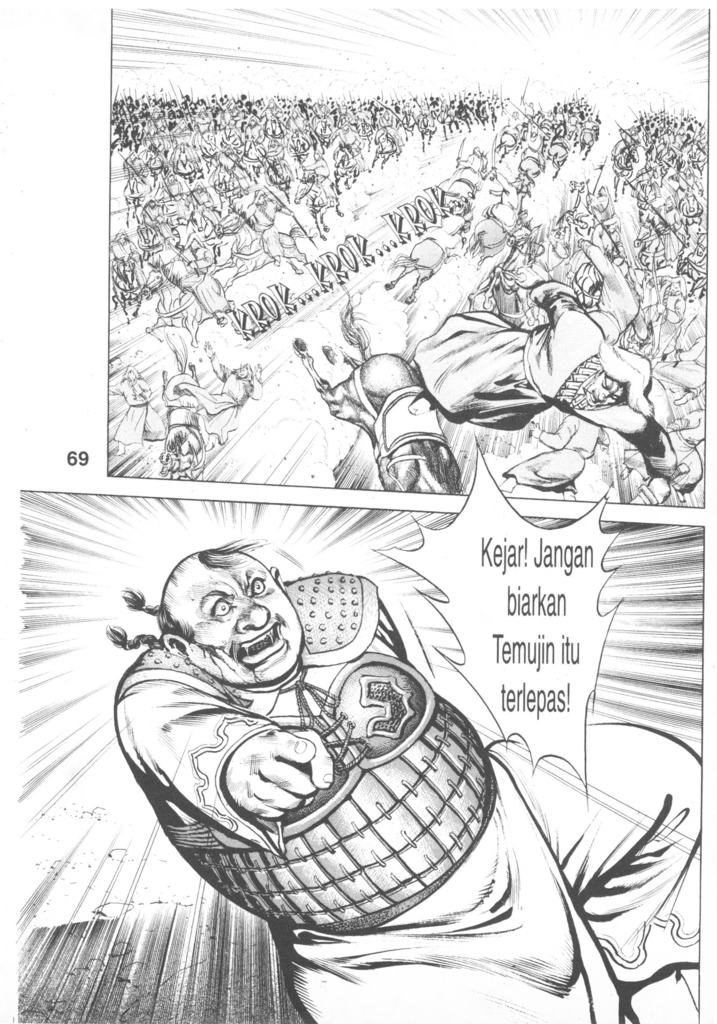 KROK...KROK...KROK
69
Kejar! Jangan
biarkan
Temujin itu
terlepas!